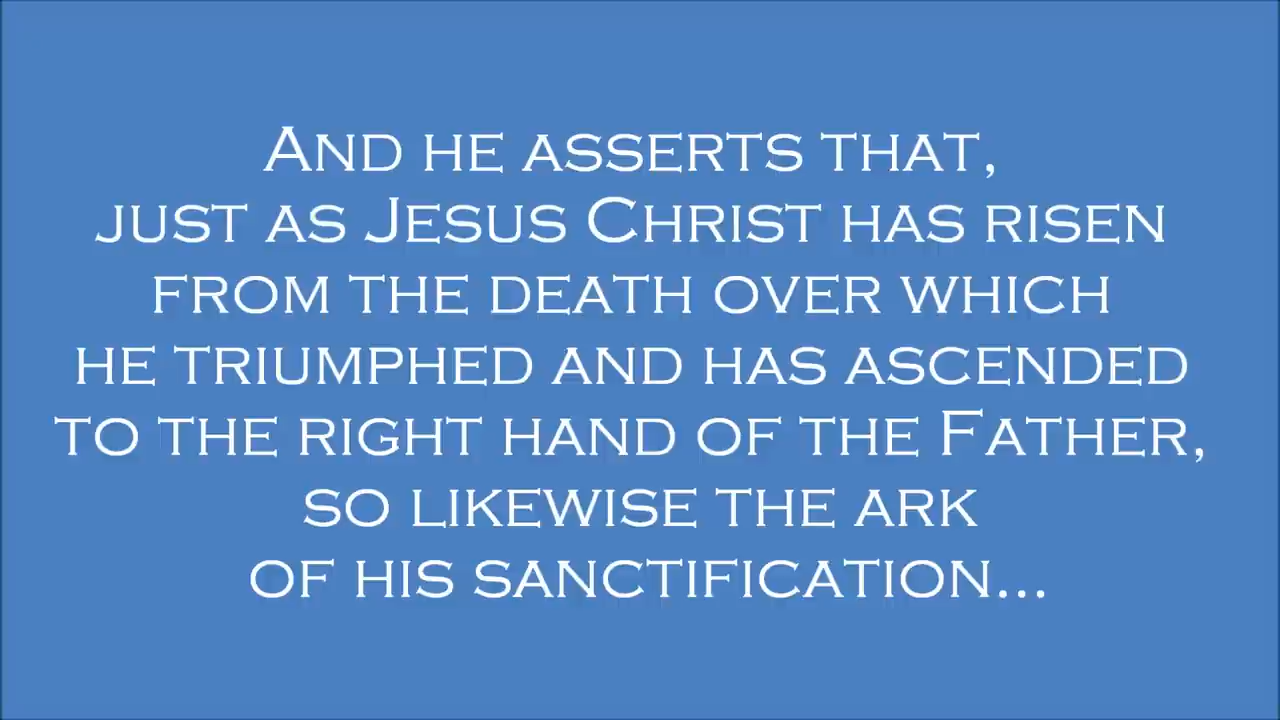 And he asserts that,
just as Jesus Christ has risen
from the death over which
he triumphed and has ascended
to the right hand of the Father,
so likewise the ark
of his sanctification...